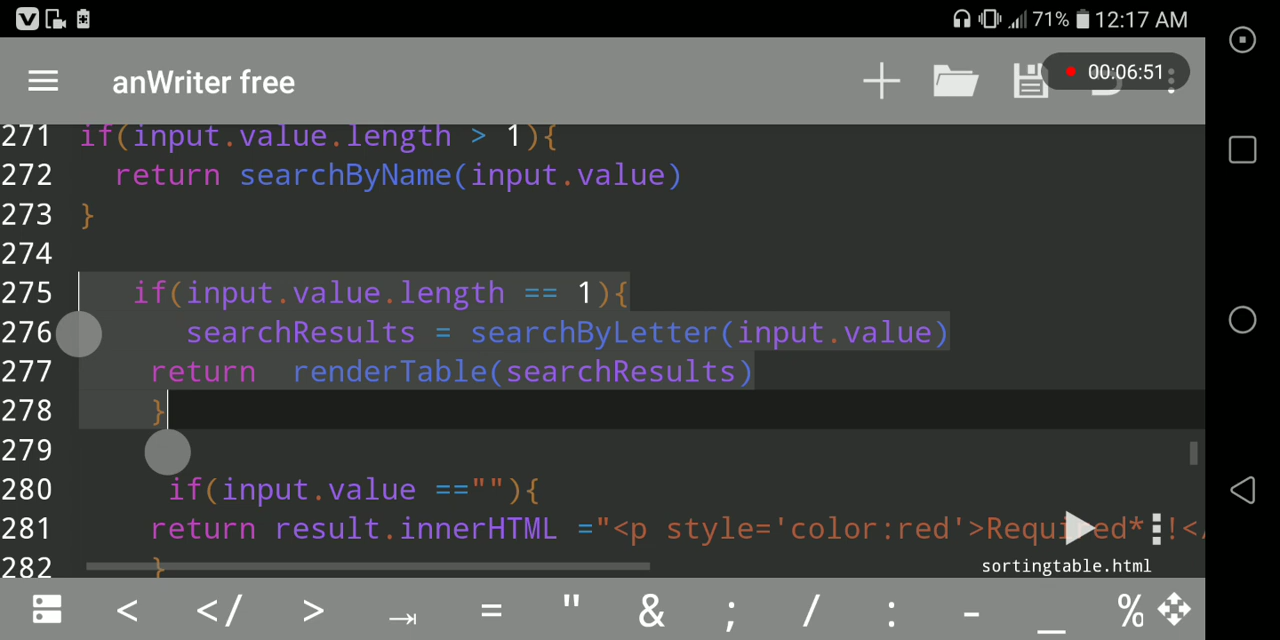 V 71% 12:17 AM
anWriter free
00:06:51
271 if(input.value.length > 1){
272 return searchByName(input.value)
273 }
274
275 if(input.value.length == 1){
276 searchResults = searchByLetter(input.value)
277 return renderTable(searchResults)
278 }
279
280 if(input.value ==""){
281 return result.innerHTML ="<p style='color:red'>Required*!</
282 }
sortingtable.html
< </ > = " & ; / : - _ %